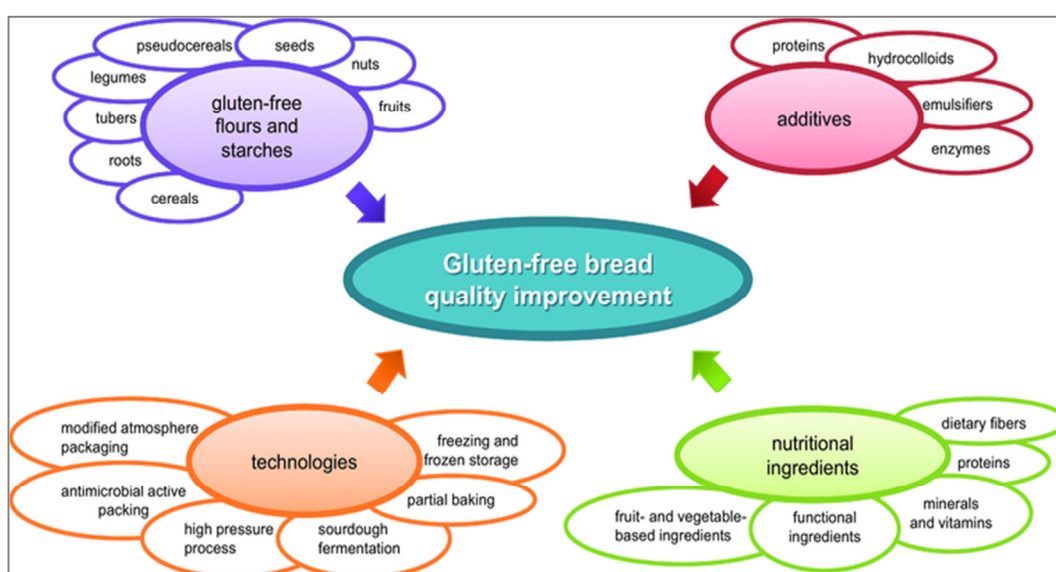 pseudocereals
seeds
nuts
fruits
legumes
tubers
roots
cereals
gluten-free
flours and
starches
proteins
hydrocolloids
emulsifiers
enzymes
additives
Gluten-free bread
quality improvement
modified atmosphere
packaging
antimicrobial active
packing
high pressure
process
sourdough
fermentation
partial baking
freezing and
frozen storage
technologies
nutritional
ingredients
dietary fibers
proteins
minerals
and vitamins
functional
ingredients
fruit- and vegetable-
based ingredients